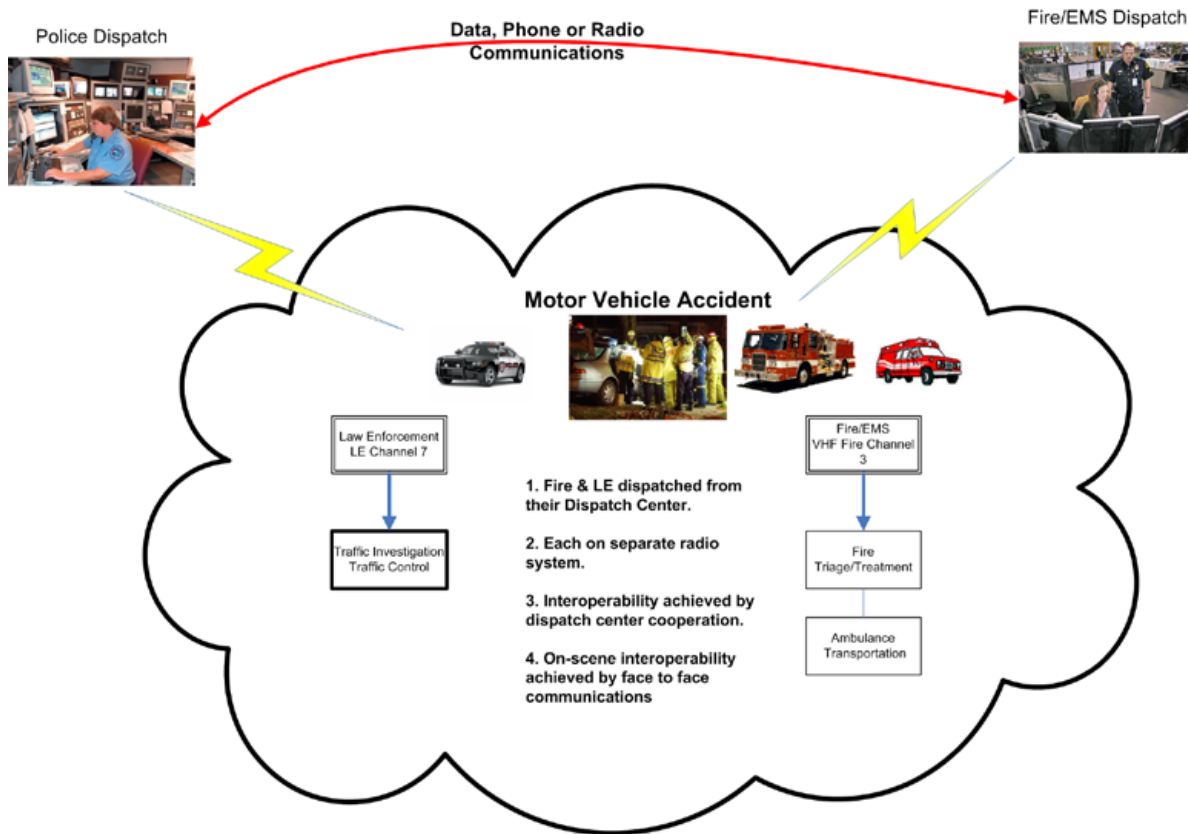 Police Dispatch
Data, Phone or Radio
Communications
Fire/EMS Dispatch
Motor Vehicle Accident
Law Enforcement
LE Channel 7
Traffic Investigation
Traffic Control
1. Fire & LE dispatched from
their Dispatch Center.
2. Each on separate radio
system.
3. Interoperability achieved by
dispatch center cooperation.
4. On-scene interoperability
achieved by face to face
communications
Fire/EMS
VHF Fire Channel
3
Fire
Triage/Treatment
Ambulance
Transportation